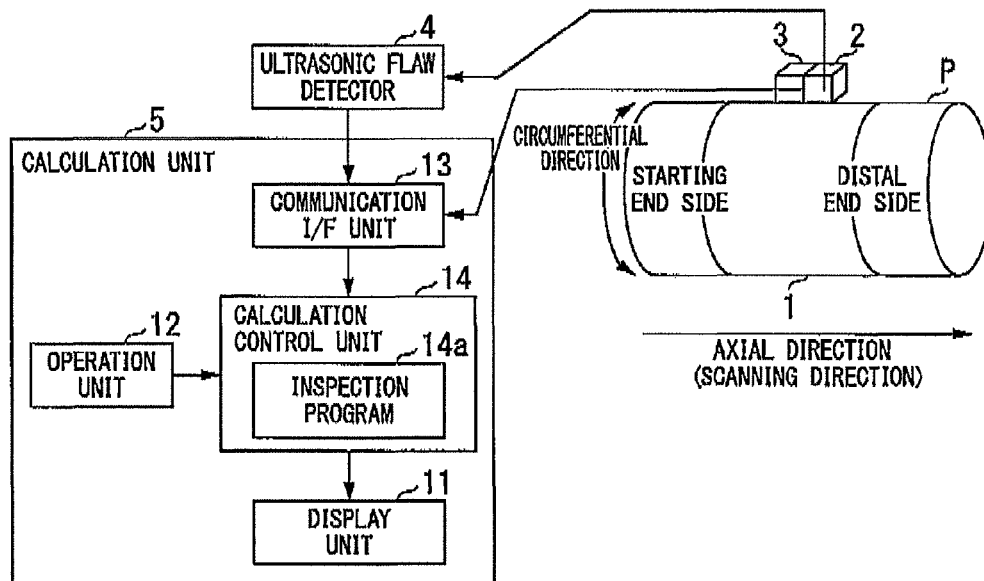 4
ULTRASONIC FLAW
DETECTOR
3 2
P
5
CALCULATION UNIT
CIRCUMFERENTIAL
DIRECTION
STARTING
END SIDE
DISTAL
END SIDE
13
COMMUNICATION
I/F UNIT
1
14
CALCULATION
CONTROL UNIT
12
OPERATION
UNIT
14a
INSPECTION
PROGRAM
AXIAL DIRECTION
(SCANNING DIRECTION)
11
DISPLAY
UNIT